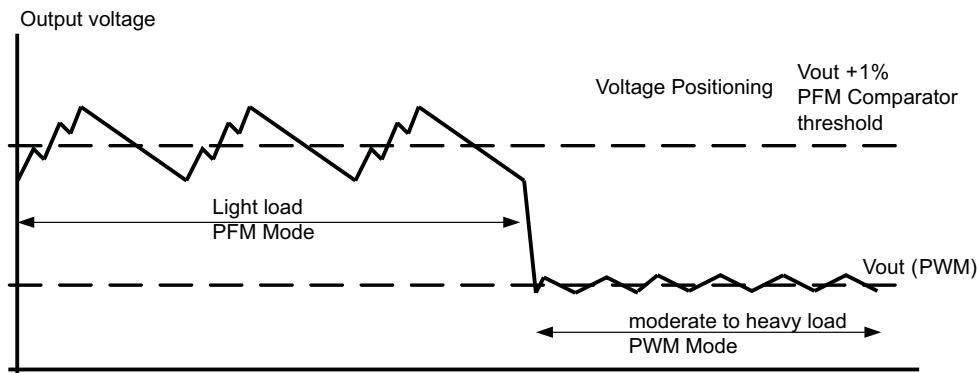 Output voltage
Voltage Positioning
Vout +1%
PFM Comparator
threshold
Light load
PFM Mode
Vout (PWM)
moderate to heavy load
PWM Mode